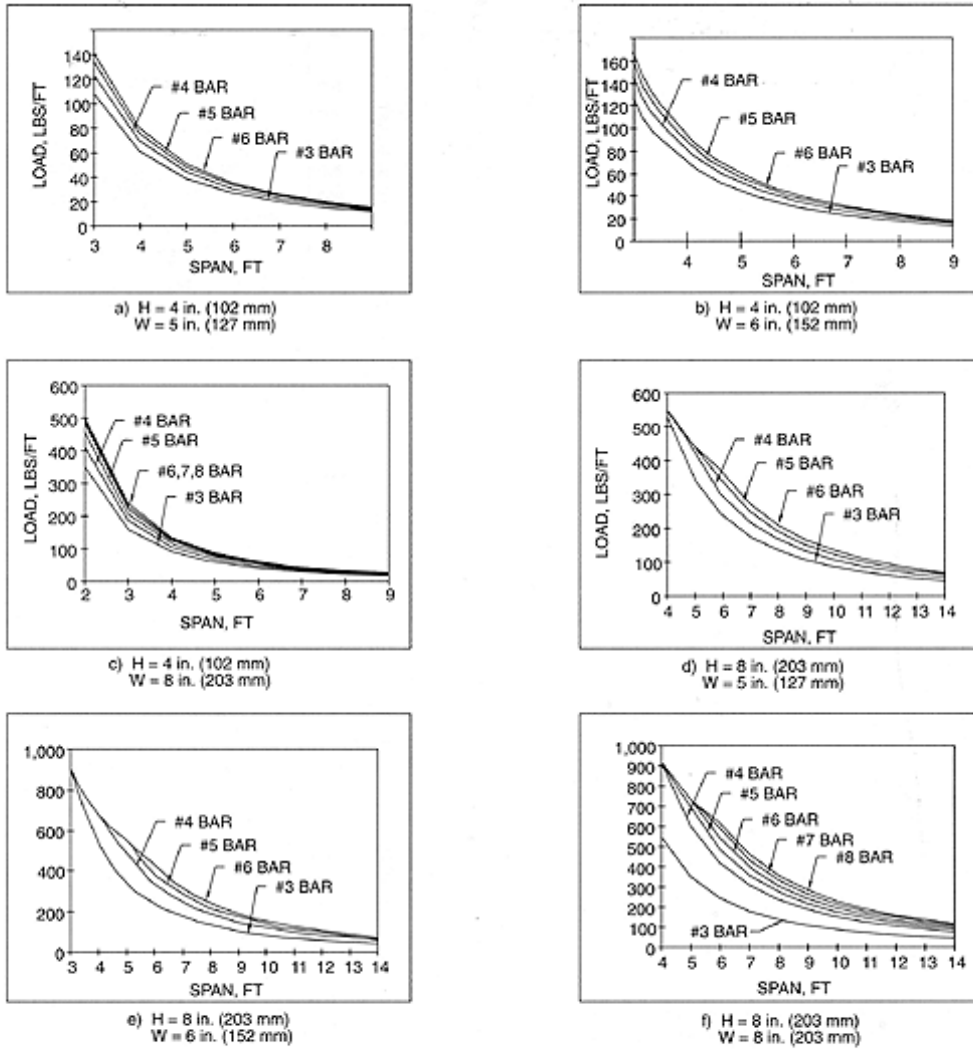 LOAD, LBS/FT
140
120
100
80
60
40
20
0
#4 BAR
#5 BAR
#6 BAR
#3 BAR
3 4 5 6 7 8
SPAN, FT
a) H = 4 in. (102 mm)
W = 5 in. (127 mm)
LOAD, LBS/FT
160
140
120
100
80
60
40
20
0
#4 BAR
#5 BAR
#6 BAR
#3 BAR
4 5 6 7 8 9
SPAN, FT
b) H = 4 in. (102 mm)
W = 6 in. (152 mm)
LOAD, LBS/FT
600
500
400
300
200
100
0
#4 BAR
#5 BAR
#6,7,8 BAR
#3 BAR
2 3 4 5 6 7 8 9
SPAN, FT
c) H = 4 in. (102 mm)
W = 8 in. (203 mm)
LOAD, LBS/FT
600
500
400
300
200
100
0
#4 BAR
#5 BAR
#6 BAR
#3 BAR
4 5 6 7 8 9 10 11 12 13 14
SPAN, FT
d) H = 8 in. (203 mm)
W = 5 in. (127 mm)
1,000
800
600
400
200
0
#4 BAR
#5 BAR
#6 BAR
#3 BAR
3 4 5 6 7 8 9 10 11 12 13 14
SPAN, FT
e) H = 8 in. (203 mm)
W = 6 in. (152 mm)
1,000
900
800
700
600
500
400
300
200
100
0
#4 BAR
#5 BAR
#6 BAR
#7 BAR
#8 BAR
#3 BAR
4 5 6 7 8 9 10 11 12 13 14
SPAN, FT
f) H = 8 in. (203 mm)
W = 8 in. (203 mm)